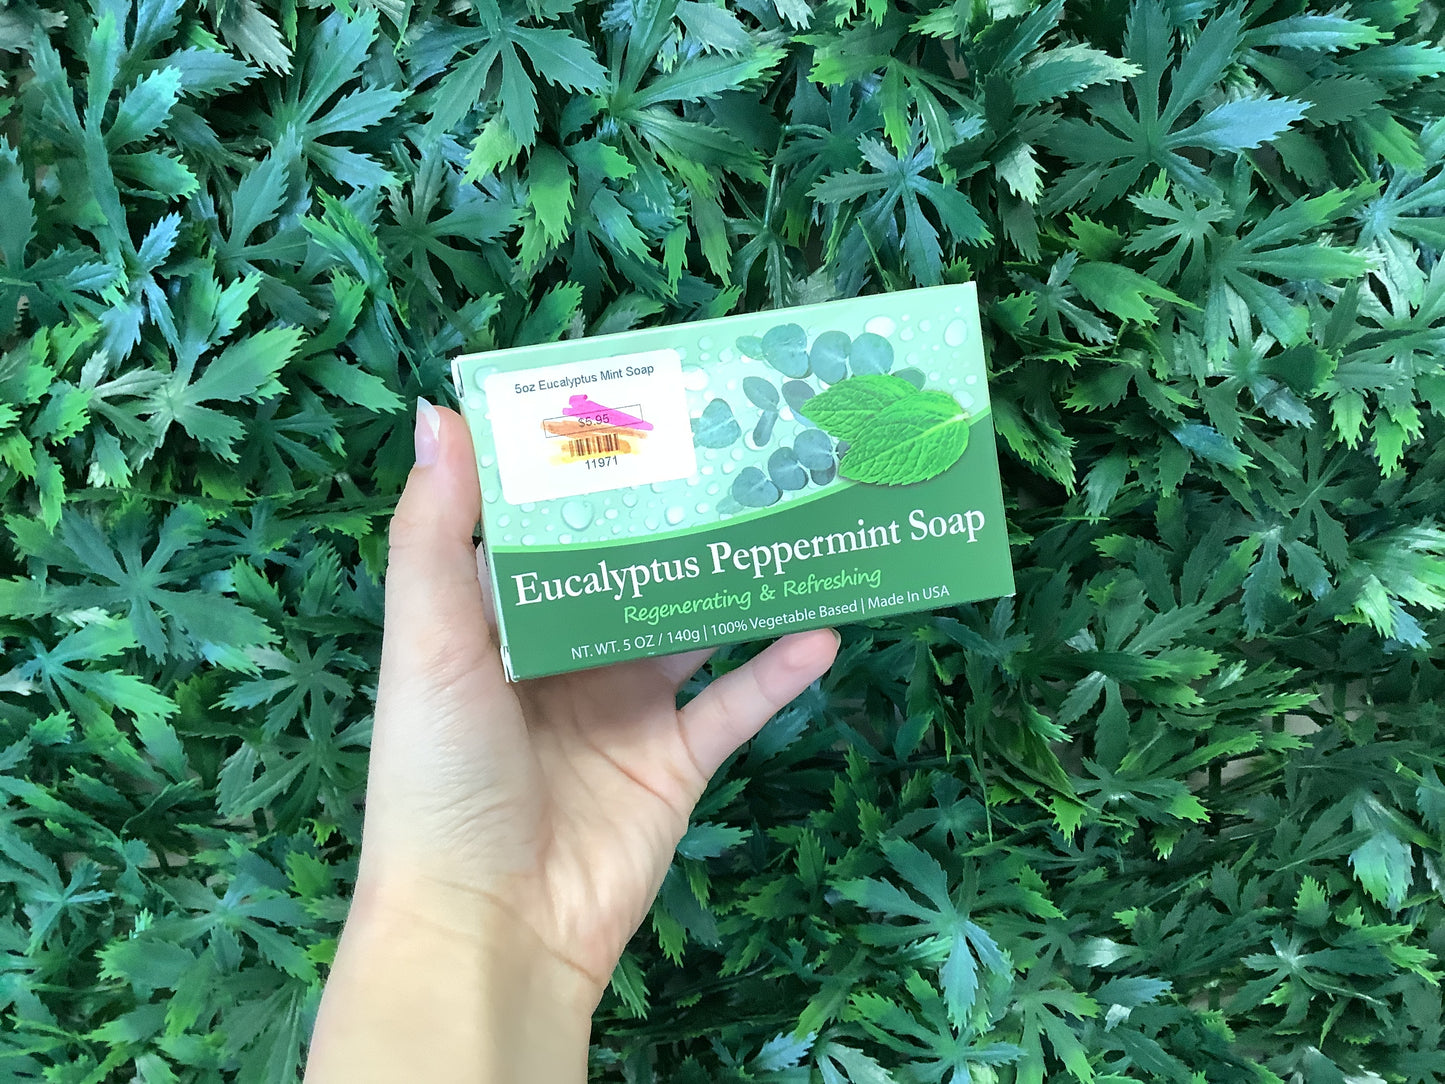 5oz Eucalyptus Mint Soap
$5.95
11971
Eucalyptus Peppermint Soap
Regenerating & Refreshing
NT. WT. 5 OZ / 140g | 100% Vegetable Based | Made In USA